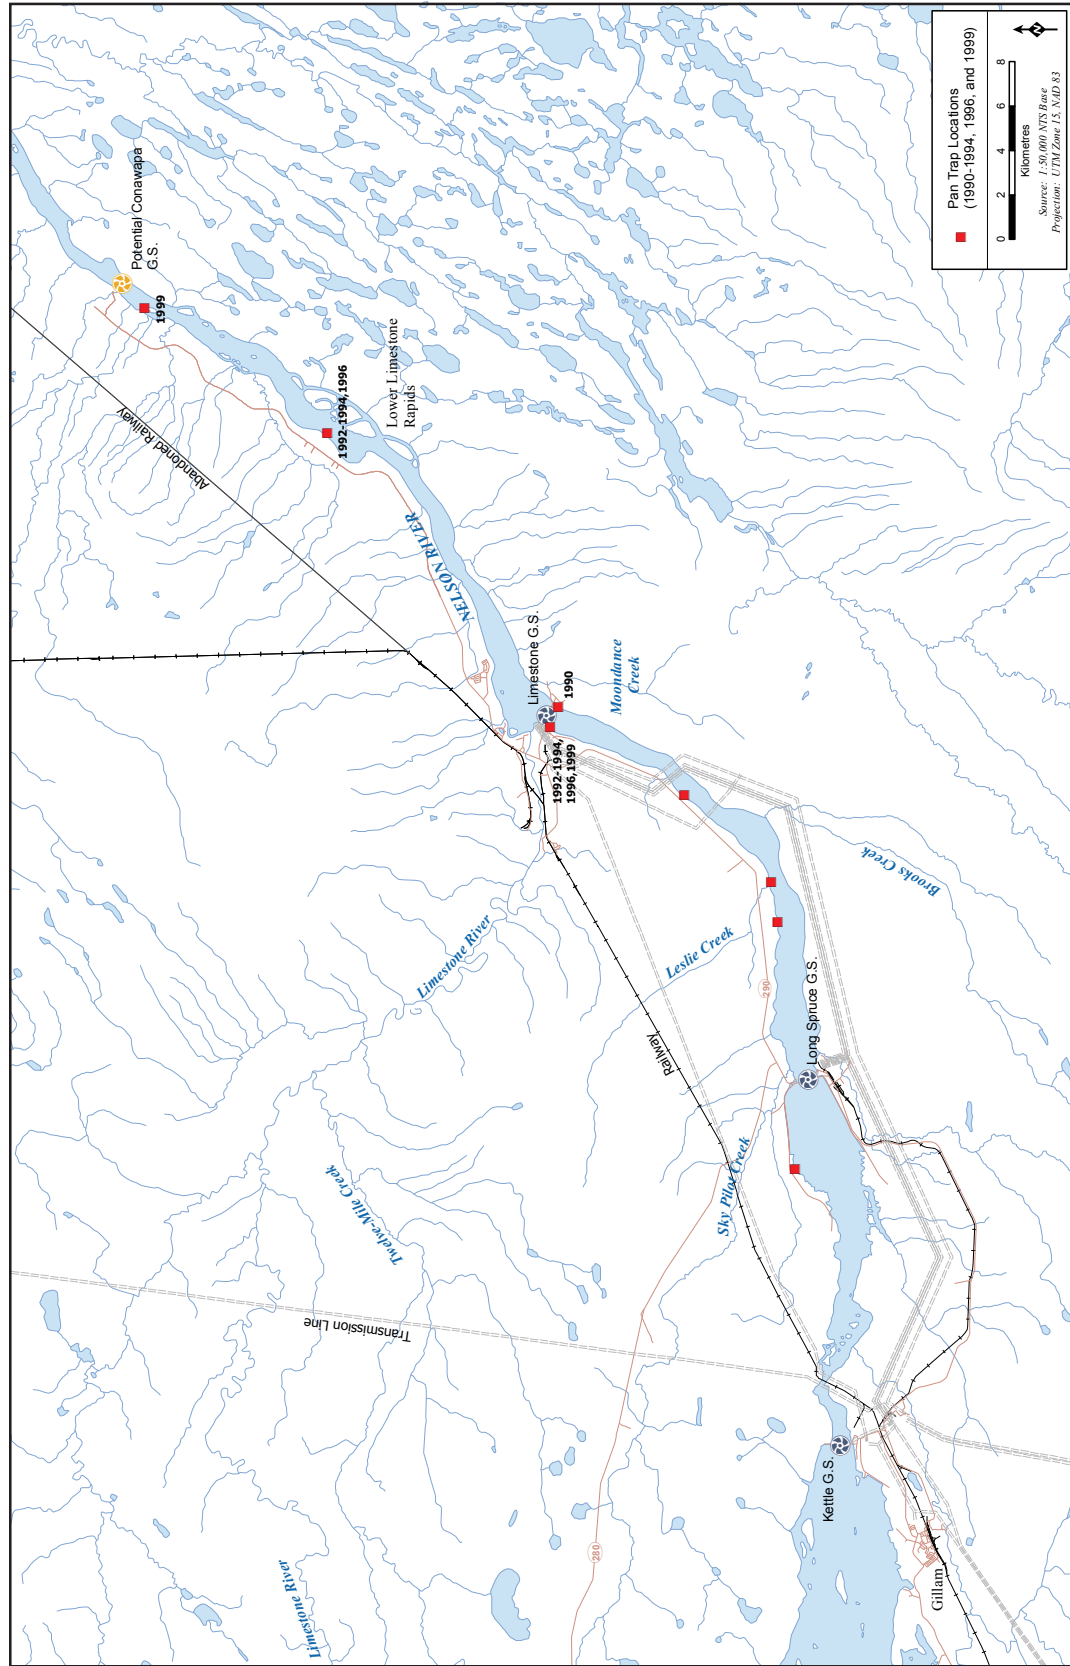 Potential Conawapa
G.S.
1999
1992-1994,1996
Lower Limestone
Rapids
Abandoned Railway
NELSON RIVER
Limestone G.S.
1990
Moondance
Creek
1992-1994,
1996,1999
Limestone River
Leslie Creek
Brooks Creek
290
Long Spruce G.S.
Railway
Sky Pilot Creek
Twelve-Mile Creek
Transmission Line
Kettle G.S.
280
Gillam
Limestone River
Pan Trap Locations
(1990-1994, 1996, and 1999)
0 2 4 6 8
Kilometres
N
Source: 1:50,000 NTS Base
Projection: UTM Zone 15, NAD 83